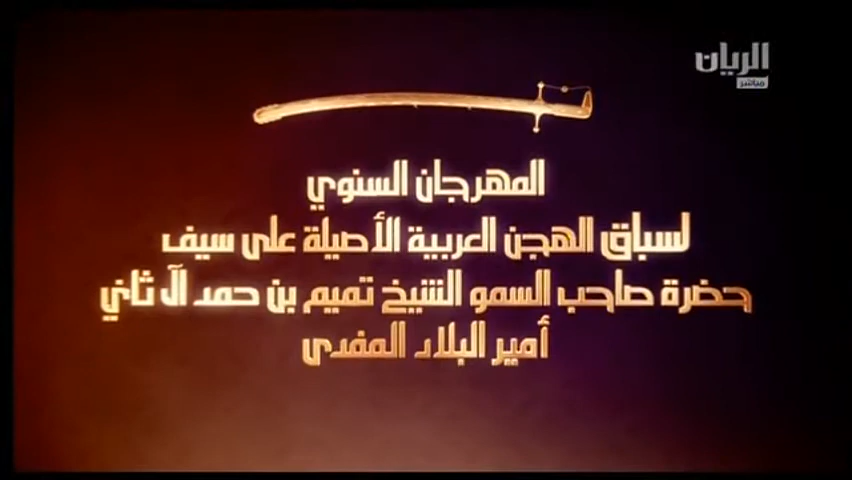 الريان
مباشر
المهرجان السنوي
لسباق الهجن العربية الأصيلة على سيف
حضرة صاحب السمو الشيخ تميم بن حمد آل ثاني
أمير البلاد المفدى